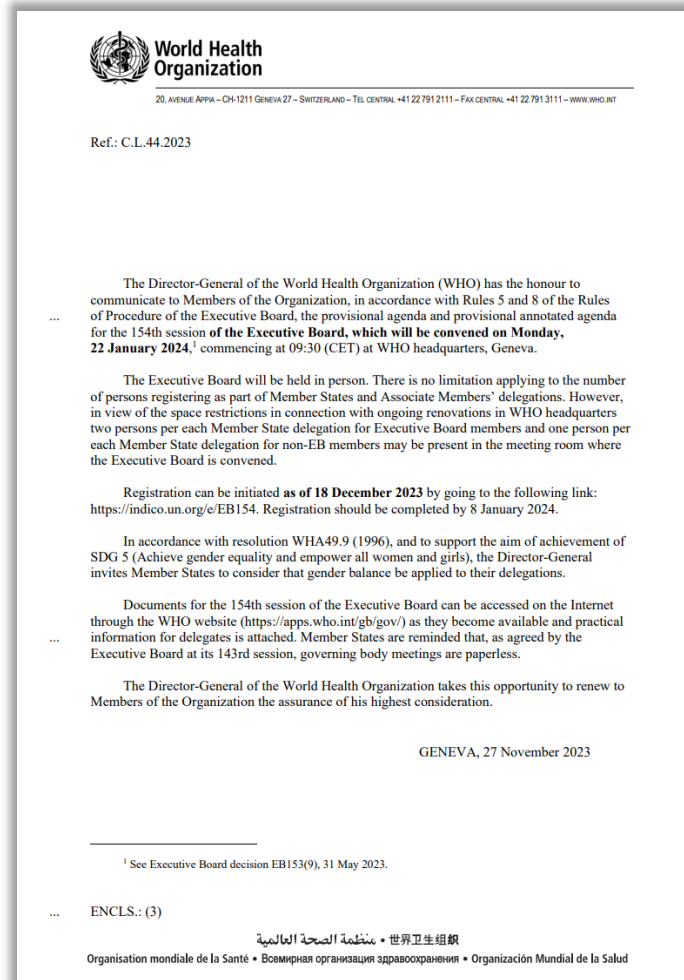 World Health
Organization
20, AVENUE APPIA – CH-1211 GENEVA 27 – SWITZERLAND – TEL CENTRAL +41 22 791 2111 – FAX CENTRAL +41 22 791 3111 – WWW.WHO.INT
Ref.: C.L.44.2023
The Director-General of the World Health Organization (WHO) has the honour to
communicate to Members of the Organization, in accordance with Rules 5 and 8 of the Rules
... of Procedure of the Executive Board, the provisional agenda and provisional annotated agenda
for the 154th session of the Executive Board, which will be convened on Monday,
22 January 2024,¹ commencing at 09:30 (CET) at WHO headquarters, Geneva.
The Executive Board will be held in person. There is no limitation applying to the number
of persons registering as part of Member States and Associate Members’ delegations. However,
in view of the space restrictions in connection with ongoing renovations in WHO headquarters
two persons per each Member State delegation for Executive Board members and one person per
each Member State delegation for non-EB members may be present in the meeting room where
the Executive Board is convened.
Registration can be initiated as of 18 December 2023 by going to the following link:
https://indico.un.org/e/EB154. Registration should be completed by 8 January 2024.
In accordance with resolution WHA49.9 (1996), and to support the aim of achievement of
SDG 5 (Achieve gender equality and empower all women and girls), the Director-General
invites Member States to consider that gender balance be applied to their delegations.
Documents for the 154th session of the Executive Board can be accessed on the Internet
through the WHO website (https://apps.who.int/gb/gov/) as they become available and practical
... information for delegates is attached. Member States are reminded that, as agreed by the
Executive Board at its 143rd session, governing body meetings are paperless.
The Director-General of the World Health Organization takes this opportunity to renew to
Members of the Organization the assurance of his highest consideration.
GENEVA, 27 November 2023
¹ See Executive Board decision EB153(9), 31 May 2023.
... ENCLS.: (3)
منظمة الصحة العالمية • 世界卫生组织
Organisation mondiale de la Santé • Всемирная организация здравоохранения • Organización Mundial de la Salud